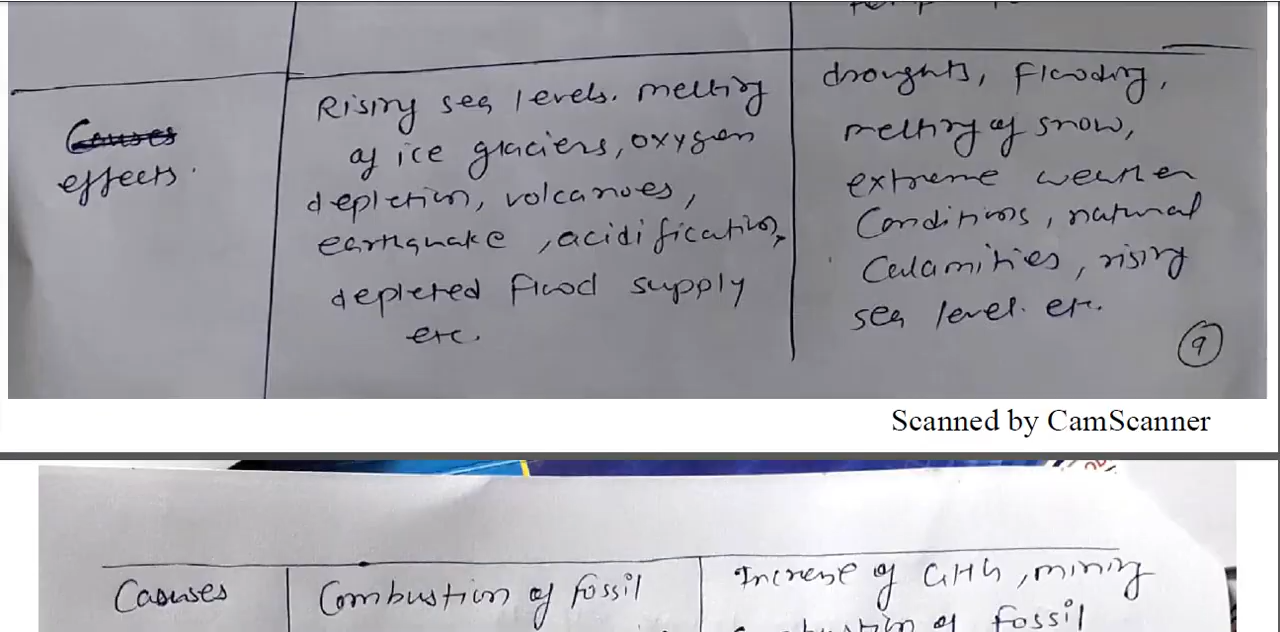 Causes
effects.
Rising sea levels. melting
of ice glaciers, oxygen
depletion, volcanoes,
earthquake, acidification,
depleted flood supply
etc.
droughts, Flooding,
melting of snow,
extreme weather
Conditions, natural
Calamities, rising
sea level. etc.
9
Scanned by CamScanner
Causes
Combustion of fossil
Increase of GHG, mining
of fossil